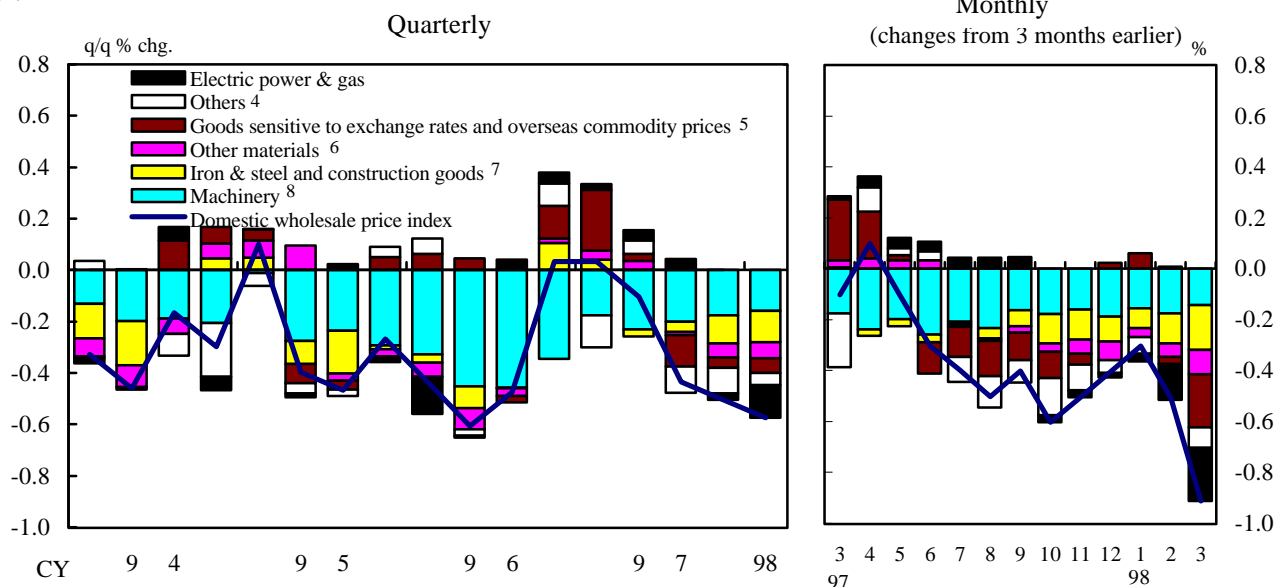 Quarterly
q/q % chg.
0.8
0.6
0.4
0.2
0.0
-0.2
-0.4
-0.6
-0.8
-1.0
Electric power & gas
Others 4
Goods sensitive to exchange rates and overseas commodity prices 5
Other materials 6
Iron & steel and construction goods 7
Machinery 8
Domestic wholesale price index
CY 9 4 9 5 9 6 9 7 98
Monthly
(changes from 3 months earlier) %
0.8
0.6
0.4
0.2
0.0
-0.2
-0.4
-0.6
-0.8
-1.0
3 4 5 6 7 8 9 10 11 12 1 2 3
97 98